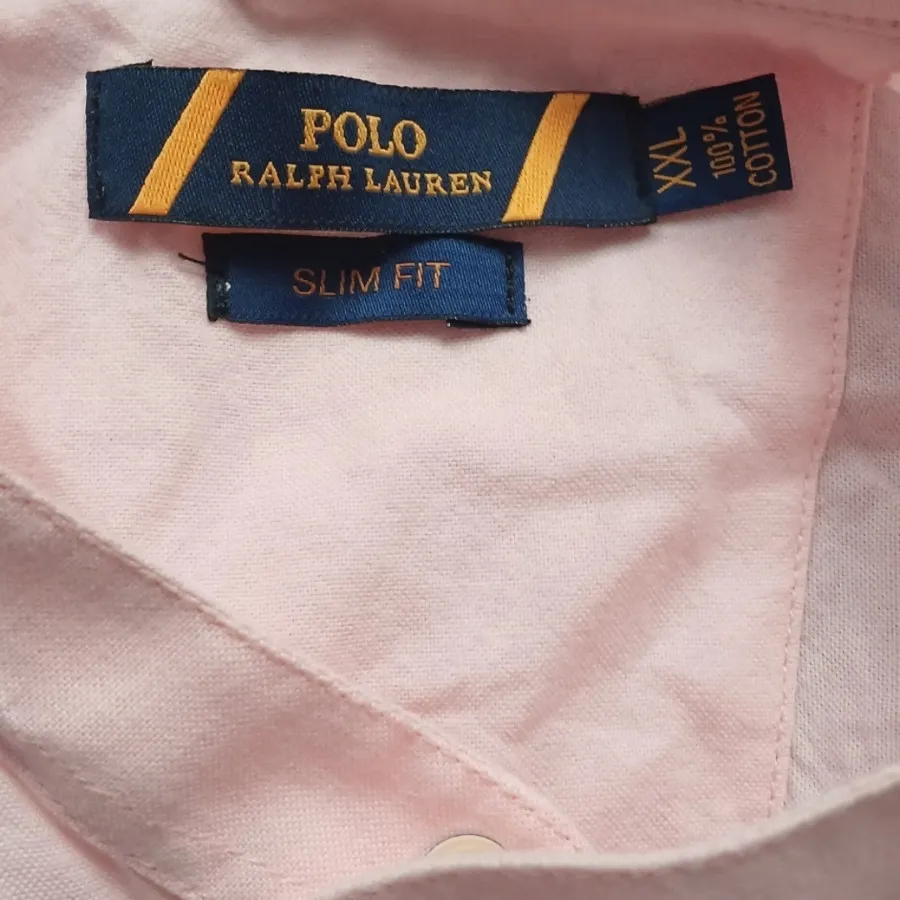 POLO
RALPH LAUREN
XXL
100%
COTTON
SLIM FIT